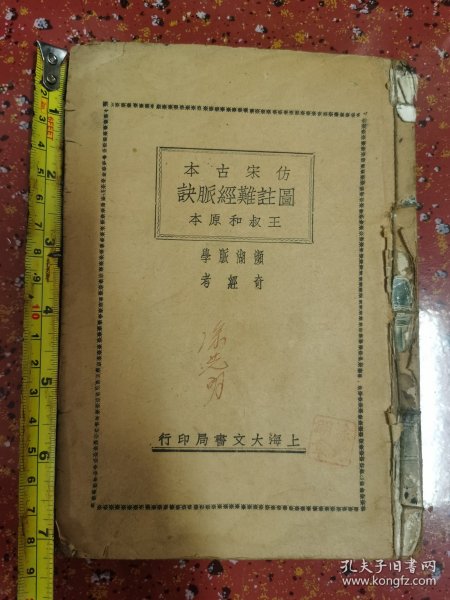 仿宋古本
圖註難經脈訣
王叔和原本
瀕湖脈學
奇經考
上海大文書局印行
孔夫子旧书网
www.kongfz.com